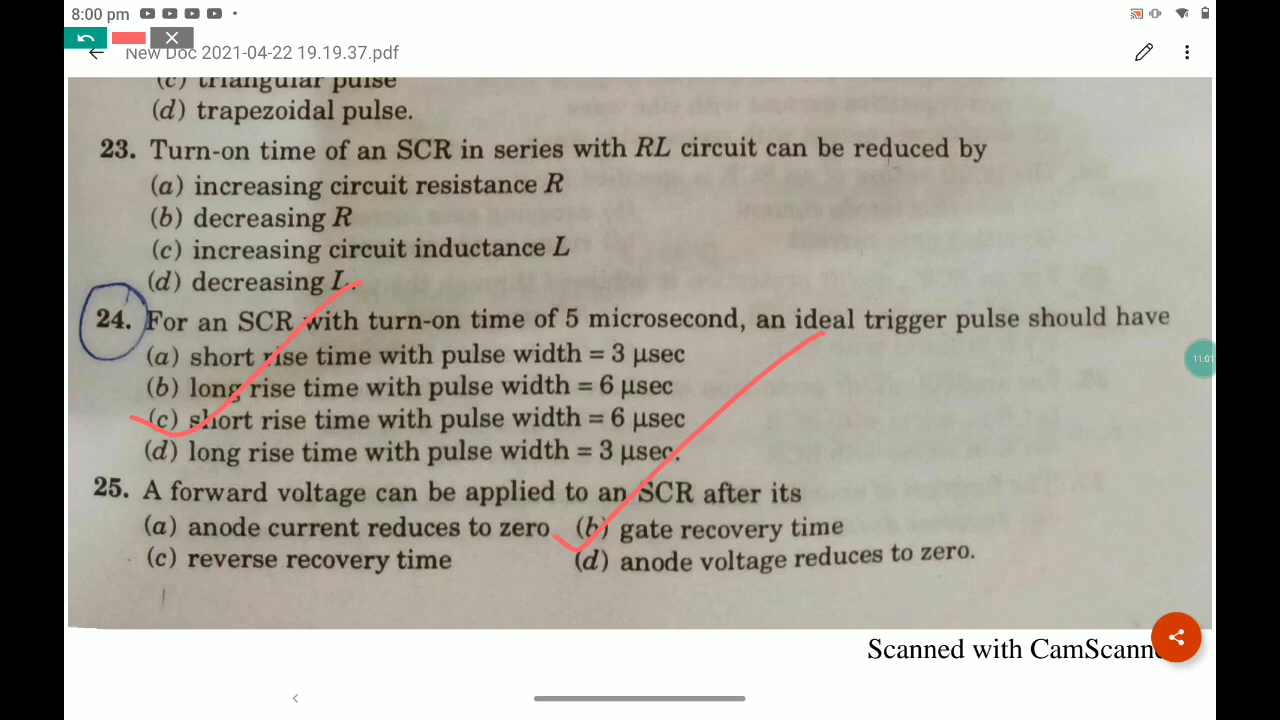 8:00 pm
New Doc 2021-04-22 19.19.37.pdf
(c) triangular pulse
(d) trapezoidal pulse.
23. Turn-on time of an SCR in series with RL circuit can be reduced by
(a) increasing circuit resistance R
(b) decreasing R
(c) increasing circuit inductance L
(d) decreasing L.
24. For an SCR with turn-on time of 5 microsecond, an ideal trigger pulse should have
(a) short rise time with pulse width = 3 μsec
(b) long rise time with pulse width = 6 μsec
(c) short rise time with pulse width = 6 μsec
(d) long rise time with pulse width = 3 μsec.
25. A forward voltage can be applied to an SCR after its
(a) anode current reduces to zero (b) gate recovery time
(c) reverse recovery time (d) anode voltage reduces to zero.
11:01
Scanned with CamScanne